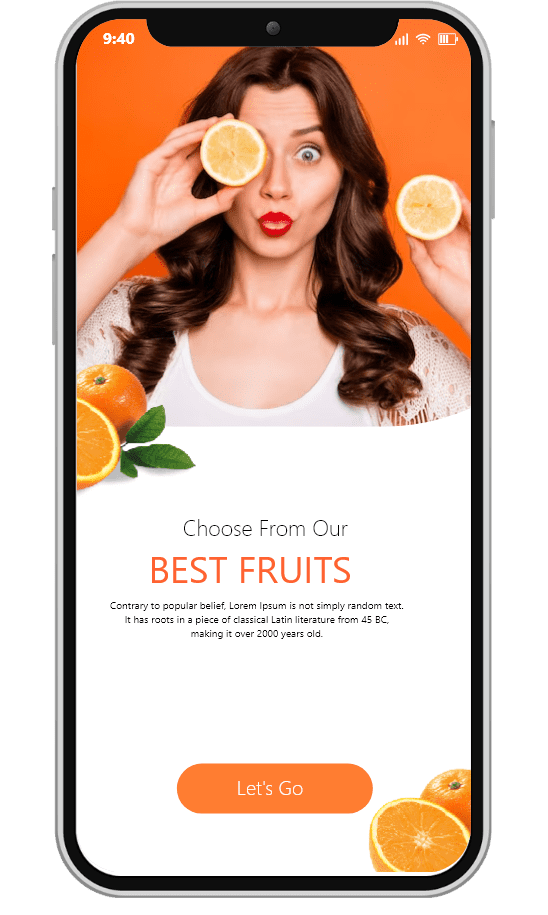 9:40
Choose From Our
BEST FRUITS
Contrary to popular belief, Lorem Ipsum is not simply random text.
It has roots in a piece of classical Latin literature from 45 BC,
making it over 2000 years old.
Let's Go